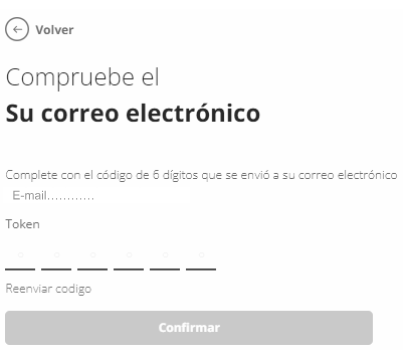 Volver
Compruebe el
Su correo electrónico
Complete con el código de 6 dígitos que se envió a su correo electrónico
E-mail............
Token
Reenviar codigo
Confirmar